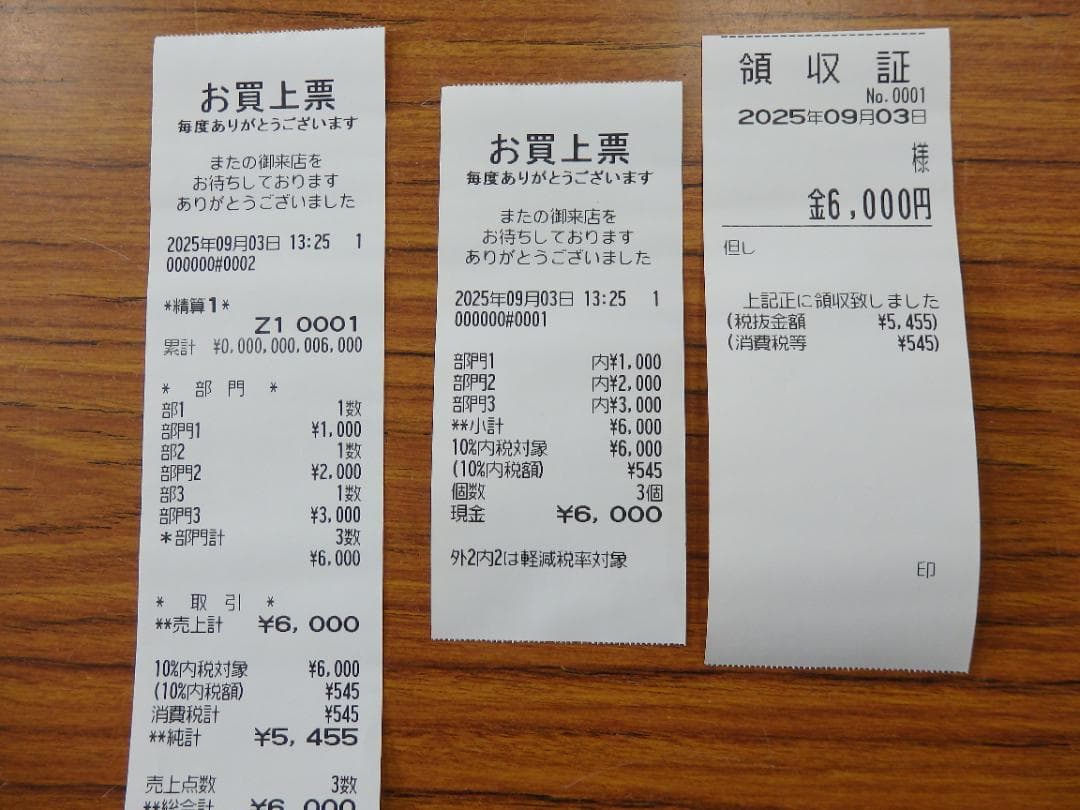 お買上票
毎度ありがとうございます
またの御来店を
お待ちしております
ありがとうございました
2025年09月03日 13:25 1
000000#0002
*精算1*
Z1 0001
累計 ¥0,000,000,006,000
* 部 門 *
部1 1数
部門1 ¥1,000
部2 1数
部門2 ¥2,000
部3 1数
部門3 ¥3,000
*部門計 3数
¥6,000
* 取 引 *
**売上計 ¥6,000
10%内税対象 ¥6,000
(10%内税額) ¥545
消費税計 ¥545
**純計 ¥5,455
売上点数 3数
**総合計 ¥6,000
お買上票
毎度ありがとうございます
またの御来店を
お待ちしております
ありがとうございました
2025年09月03日 13:25 1
000000#0001
部門1 内¥1,000
部門2 内¥2,000
部門3 内¥3,000
**小計 ¥6,000
10%内税対象 ¥6,000
(10%内税額) ¥545
個数 3個
現金 ¥6,000
外2内2は軽減税率対象
領 収 証
No.0001
2025年09月03日
様
金6,000円
但し
上記正に領収致しました
(税抜金額 ¥5,455)
(消費税等 ¥545)
印